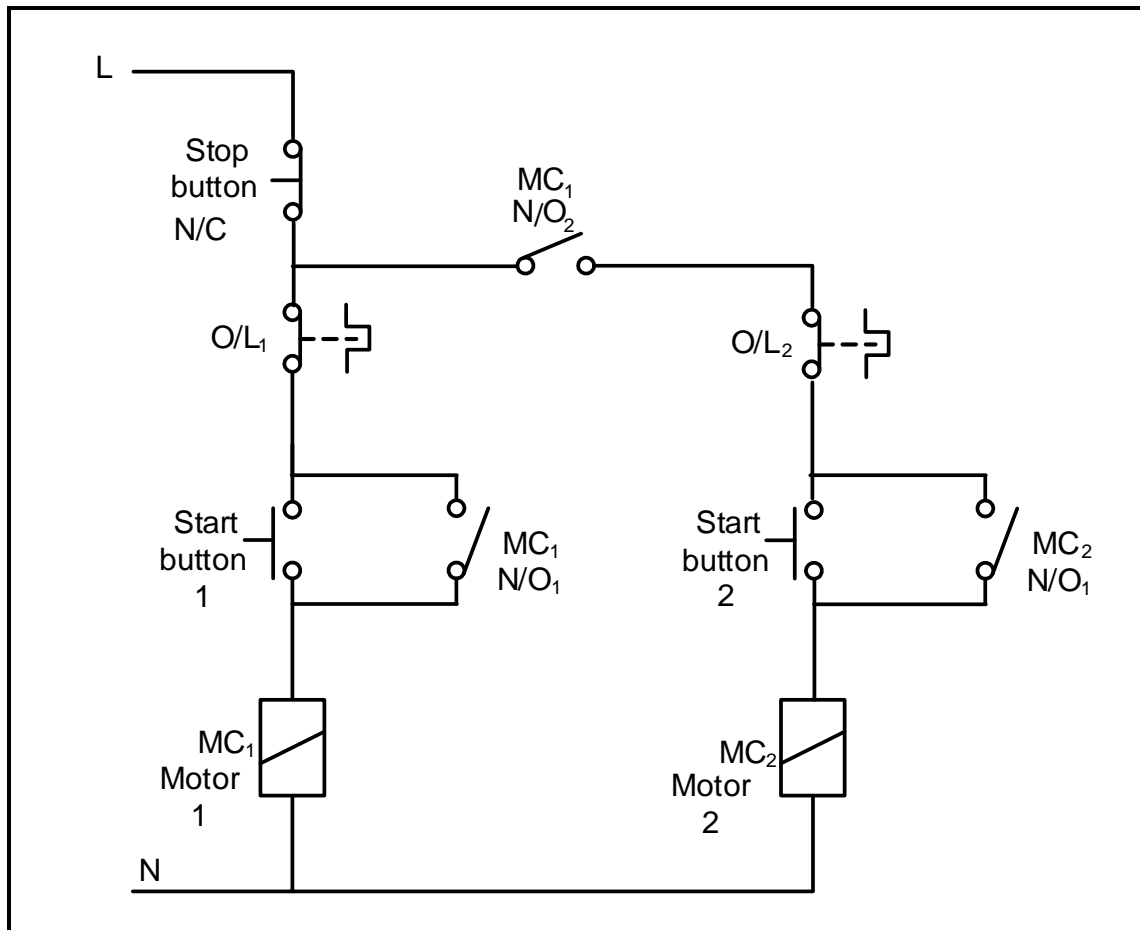 L
Stop
button
N/C
MC₁
N/O₂
O/L₁
O/L₂
Start
button
1
MC₁
N/O₁
Start
button
2
MC₂
N/O₁
MC₁
Motor
1
MC₂
Motor
2
N